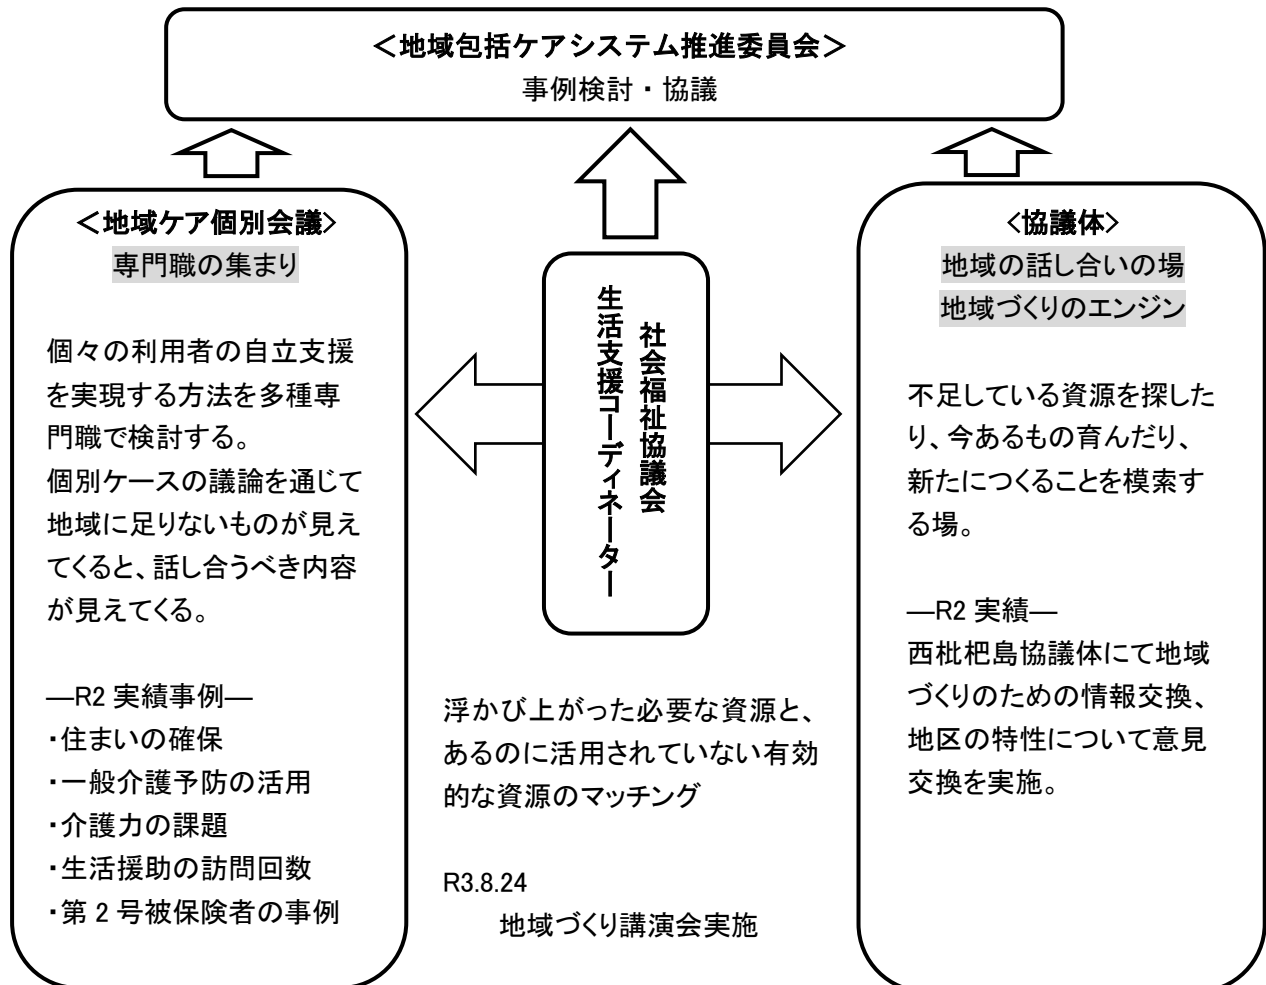 ＜地域包括ケアシステム推進委員会＞
事例検討・協議
＜地域ケア個別会議＞
専門職の集まり
個々の利用者の自立支援
を実現する方法を多種専
門職で検討する。
個別ケースの議論を通じて
地域に足りないものが見え
てくると、話し合うべき内容
が見えてくる。
―R2 実績事例―
・住まいの確保
・一般介護予防の活用
・介護力の課題
・生活援助の訪問回数
・第 2 号被保険者の事例
社会福祉協議会
生活支援コーディネーター
浮かび上がった必要な資源と、
あるのに活用されていない有効
的な資源のマッチング
R3.8.24
地域づくり講演会実施
＜協議体＞
地域の話し合いの場
地域づくりのエンジン
不足している資源を探した
り、今あるもの育んだり、
新たにつくることを模索す
る場。
―R2 実績―
西枇杷島協議体にて地域
づくりのための情報交換、
地区の特性について意見
交換を実施。